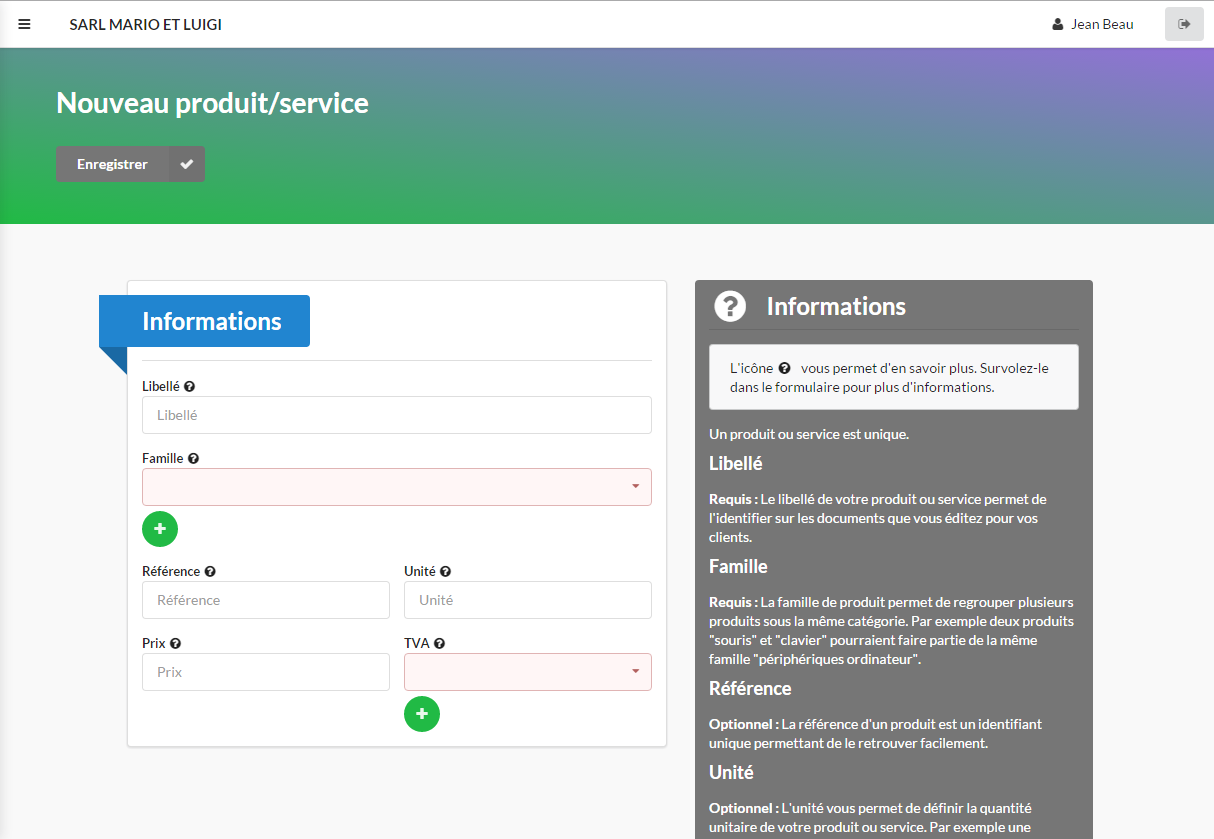 SARL MARIO ET LUIGI
Jean Beau
Nouveau produit/service
Enregistrer
Informations
Libellé
Libellé
Famille
Référence
Unité
Référence
Unité
Prix
TVA
Prix
Informations
L'icône vous permet d'en savoir plus. Survolez-le
dans le formulaire pour plus d'informations.
Un produit ou service est unique.
Libellé
Requis : Le libellé de votre produit ou service permet de
l'identifier sur les documents que vous éditez pour vos
clients.
Famille
Requis : La famille de produit permet de regrouper plusieurs
produits sous la même catégorie. Par exemple deux produits
"souris" et "clavier" pourraient faire partie de la même
famille "périphériques ordinateur".
Référence
Optionnel : La référence d'un produit est un identifiant
unique permettant de le retrouver facilement.
Unité
Optionnel : L'unité vous permet de définir la quantité
unitaire de votre produit ou service. Par exemple une